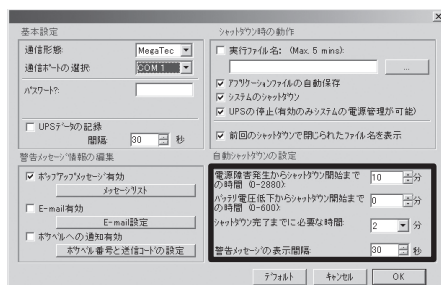 基本設定
通信形態: MegaTec
通信ポートの選択: COM 1
パスワード?:
UPSデータの記録
間隔: 30 秒
警告メッセージ情報の編集
ポップアップメッセージ有効
メッセージリスト
E-mail有効
E-mail設定
ポケベルへの通知有効
ポケベル番号と送信コードの設定
シャットダウン時の動作
実行ファイル名: (Max. 5 mins):
...
アプリケーションファイルの自動保存
システムのシャットダウン
UPSの停止(有効のみシステムの電源管理が可能)
前回のシャットダウンで閉じられたファイル名を表示
自動シャットダウンの設定
電源障害発生からシャットダウン開始まで 10 分
の時間 (0-2880):
バッテリ電圧低下からシャットダウン開始まで 0 分
の時間 (0-600):
シャットダウン完了までに必要な時間: 2 分
警告メッセージの表示間隔: 30 秒
デフォルト キャンセル OK